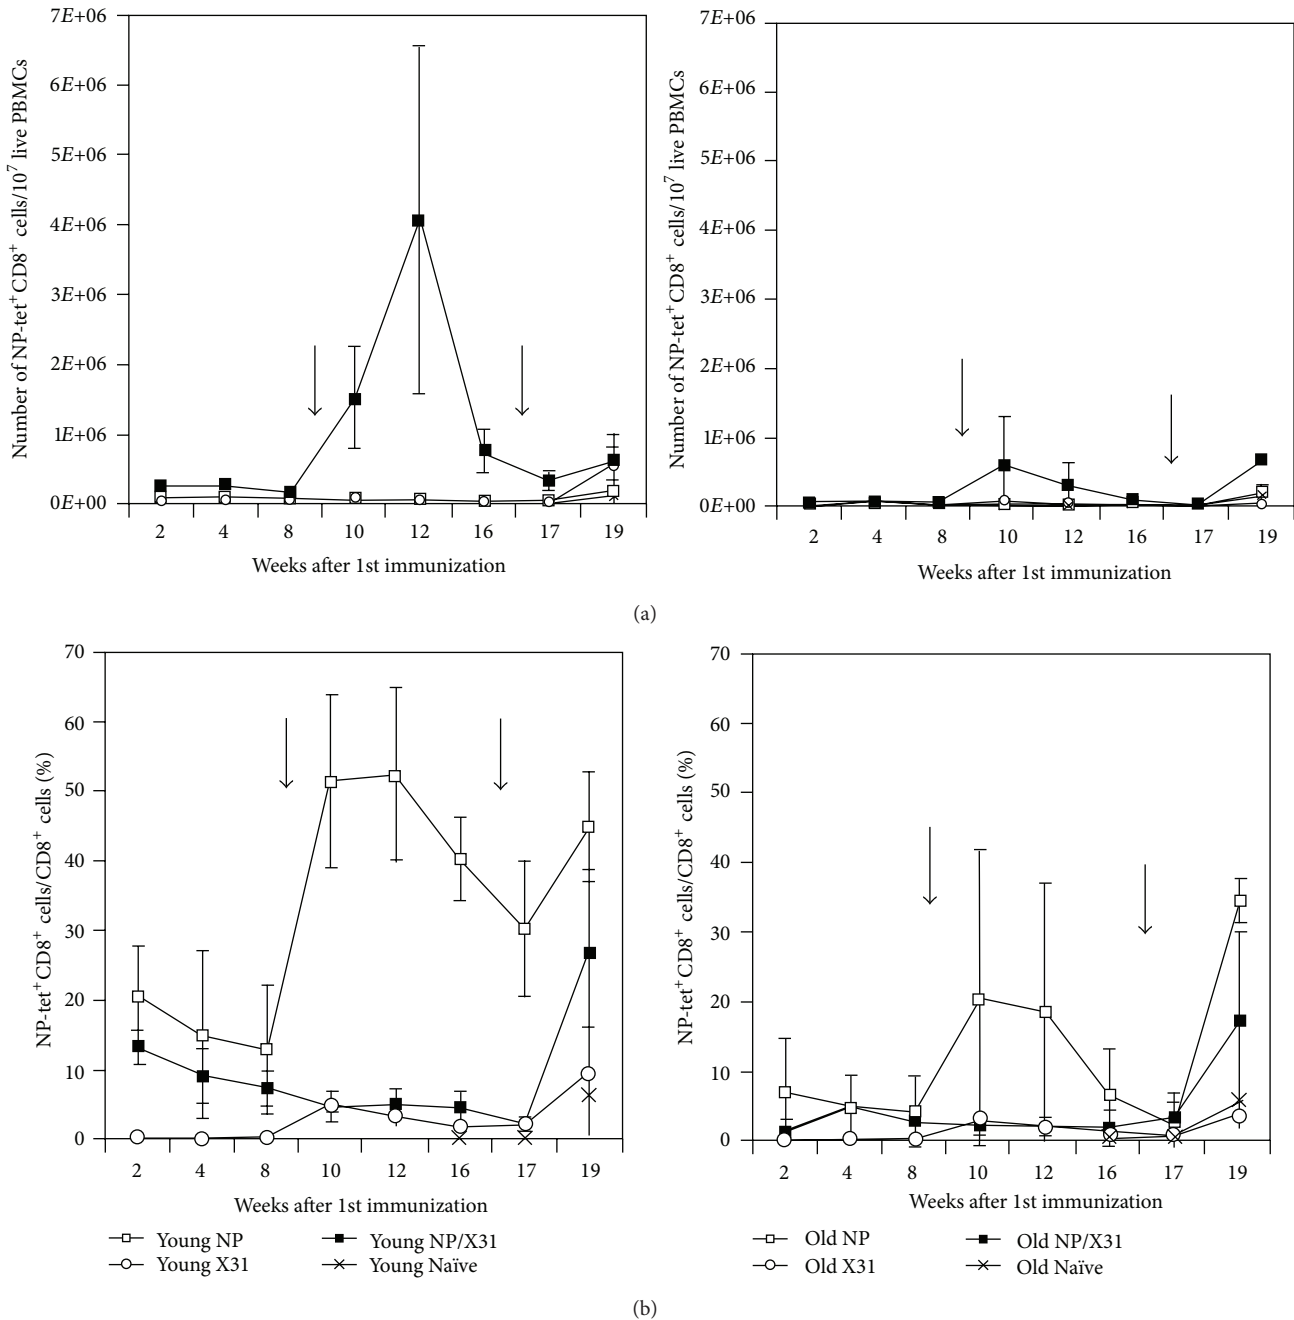 7E+06
6E+06
5E+06
4E+06
3E+06
2E+06
1E+06
0E+00
Number of NP-tet⁺CD8⁺ cells/10⁷ live PBMCs
2 4 8 10 12 16 17 19
Weeks after 1st immunization
7E+06
6E+06
5E+06
4E+06
3E+06
2E+06
1E+06
0E+00
Number of NP-tet⁺CD8⁺ cells/10⁷ live PBMCs
2 4 8 10 12 16 17 19
Weeks after 1st immunization
(a)
70
60
50
40
30
20
10
0
NP-tet⁺CD8⁺ cells/CD8⁺ cells (%)
2 4 8 10 12 16 17 19
Weeks after 1st immunization
Young NP
Young NP/X31
Young X31
Young Naïve
70
60
50
40
30
20
10
0
NP-tet⁺CD8⁺ cells/CD8⁺ cells (%)
2 4 8 10 12 16 17 19
Weeks after 1st immunization
Old NP
Old NP/X31
Old X31
Old Naïve
(b)